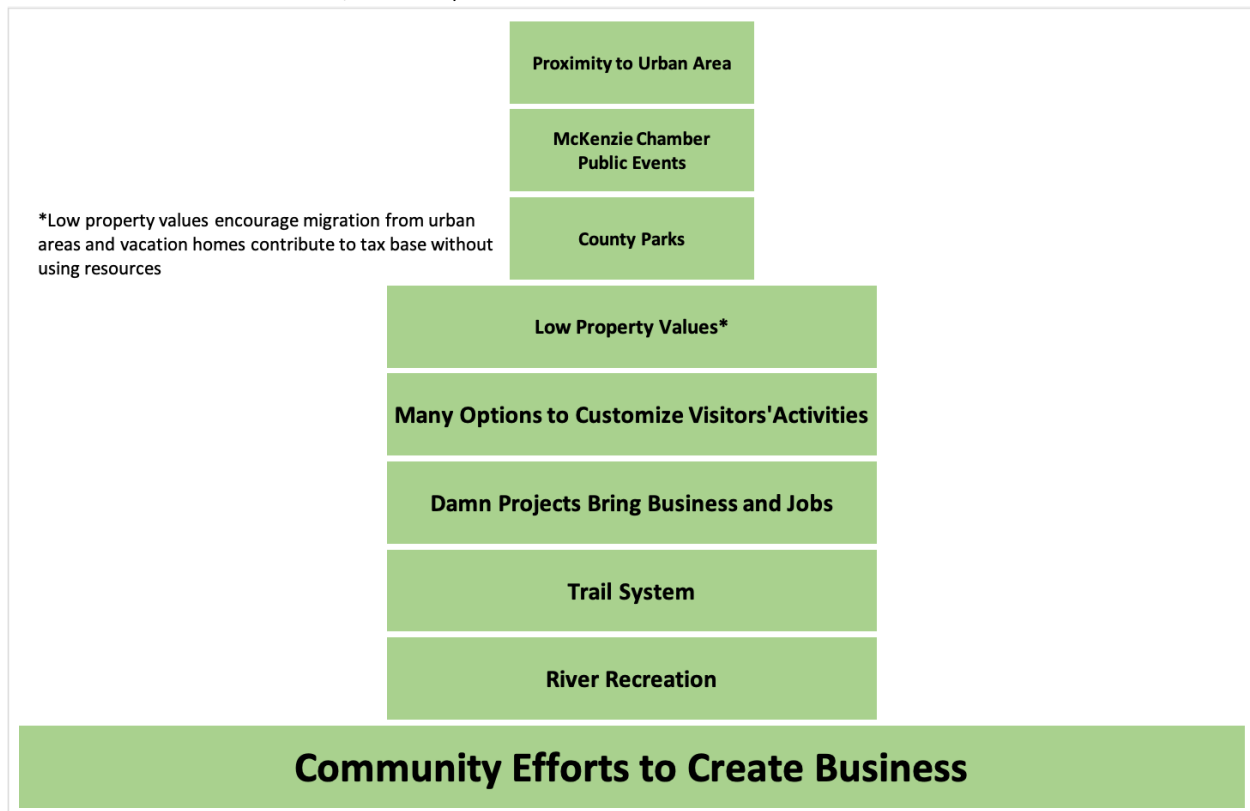 Proximity to Urban Area
McKenzie Chamber
Public Events
*Low property values encourage migration from urban
areas and vacation homes contribute to tax base without
using resources
County Parks
Low Property Values*
Many Options to Customize Visitors'Activities
Damn Projects Bring Business and Jobs
Trail System
River Recreation
Community Efforts to Create Business